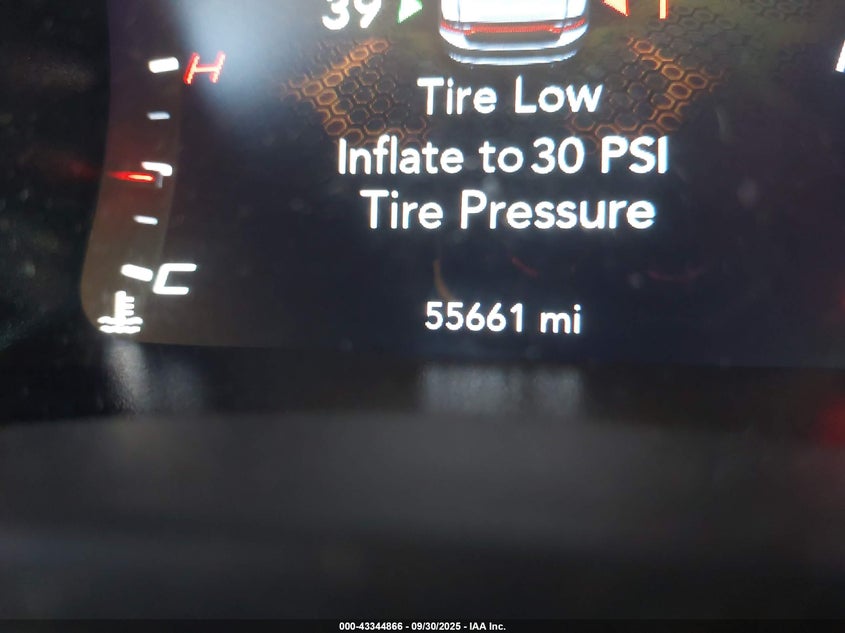 39
H
Tire Low
Inflate to 30 PSI
Tire Pressure
C
55661 mi
000-43344866 - 09/30/2025 - IAA Inc.